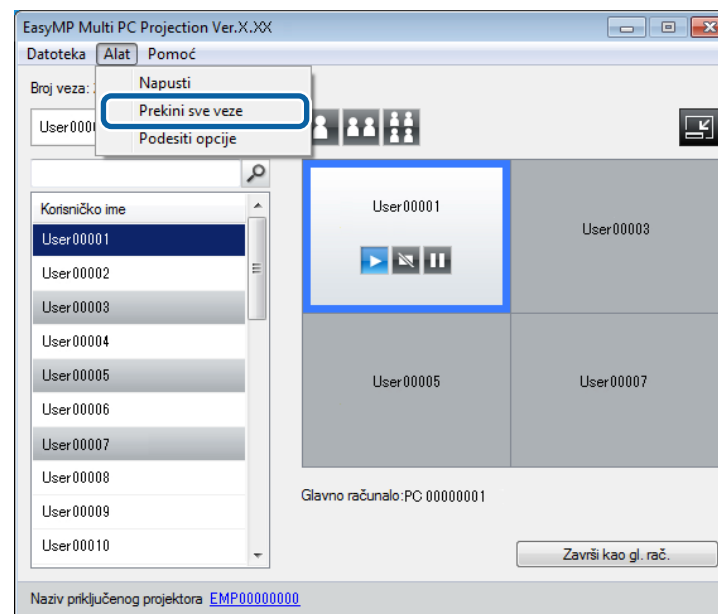 EasyMP Multi PC Projection Ver.X.XX
Datoteka Alat Pomoć
Napusti
Prekini sve veze
Podesiti opcije
Broj veza:
User000
Korisničko ime
User00001
User00002
User00003
User00004
User00005
User00006
User00007
User00008
User00009
User00010
User00001
User00003
User00005
User00007
Glavno računalo:PC 00000001
Završi kao gl. rač.
Naziv priključenog projektora EMP00000000